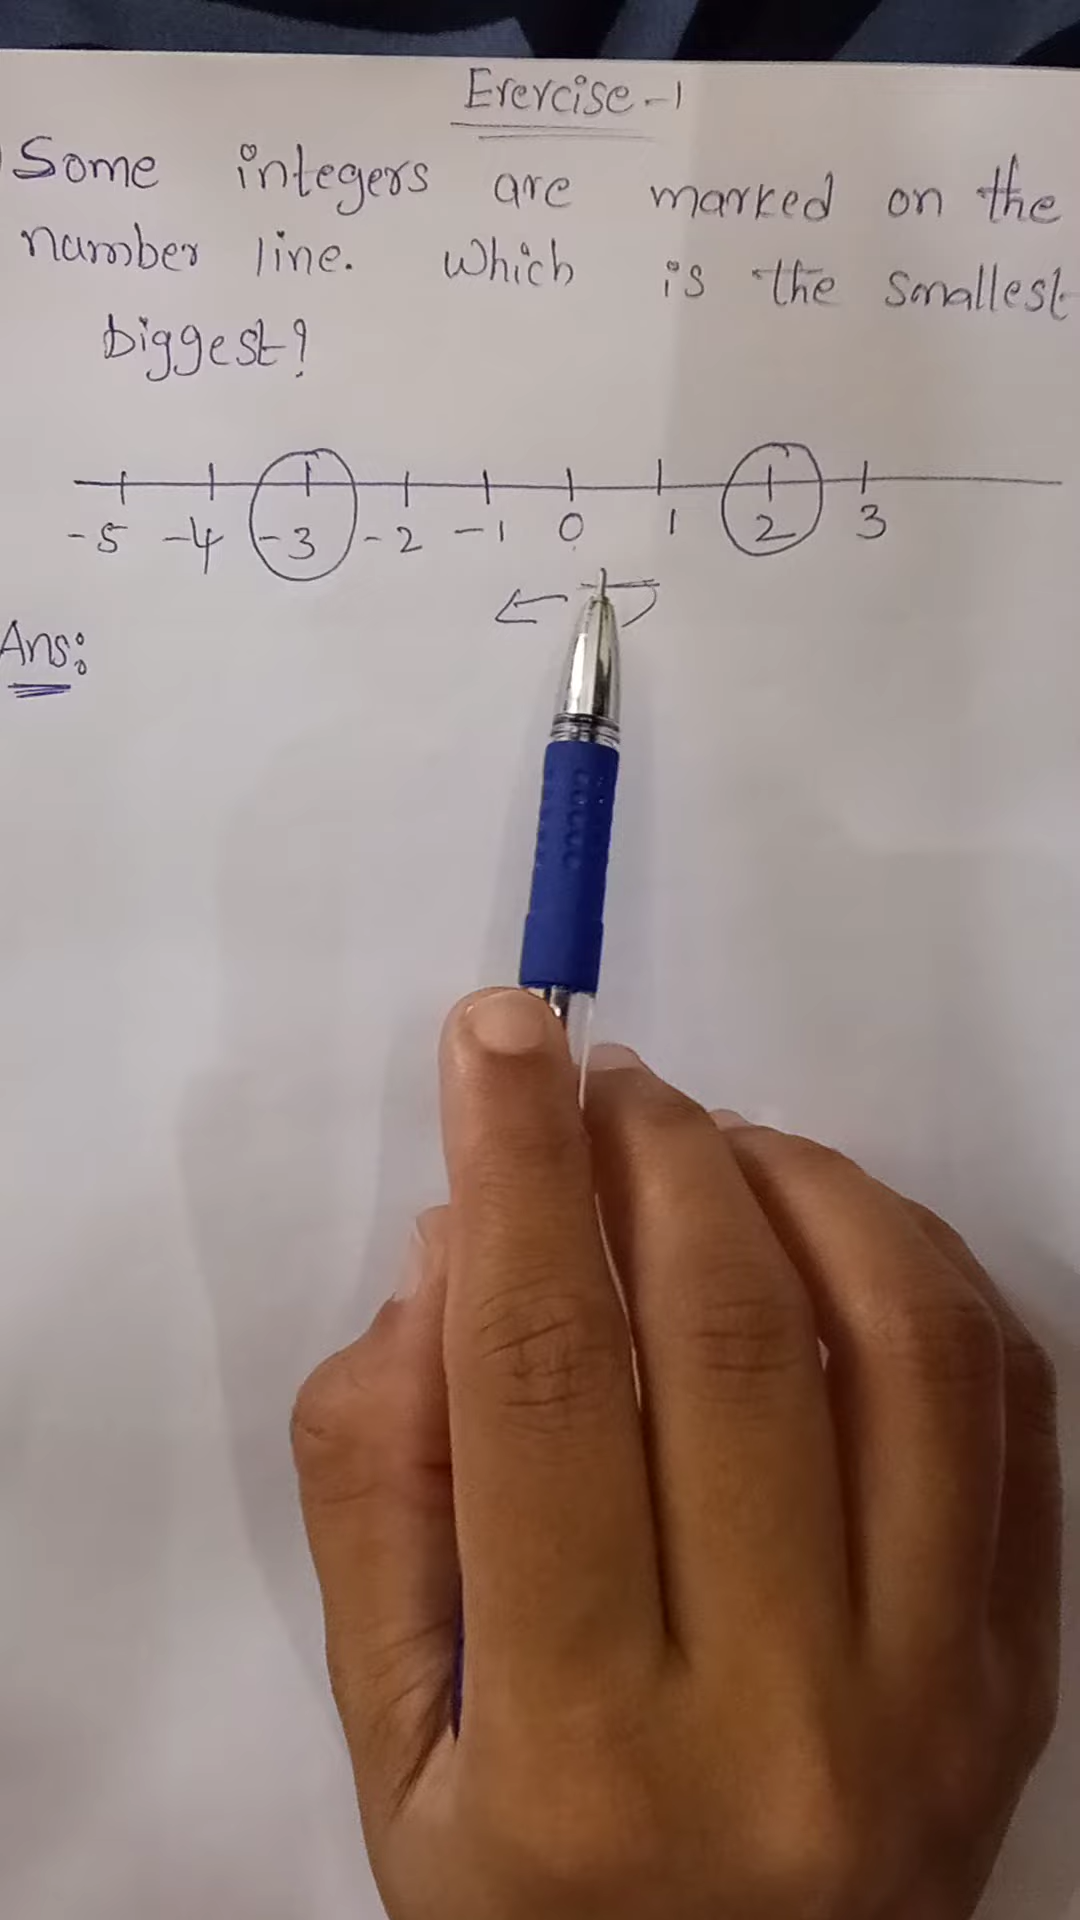 Erercise-1
Some integers are marked on the
number line. which is the smallest
biggest?
-5 -4 -3 -2 -1 0 1 2 3
Ans: